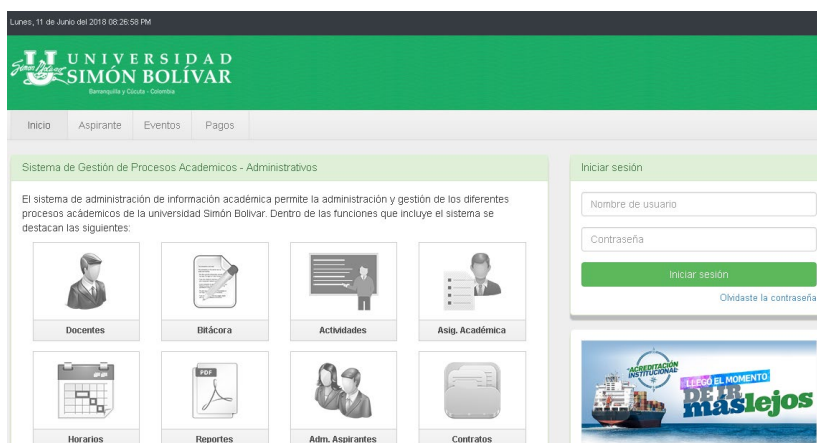 Lunes, 11 de Junio del 2018 08:26:58 PM
UNIVERSIDAD
SIMÓN BOLÍVAR
Barranquilla y Cúcuta - Colombia
Inicio Aspirante Eventos Pagos
Sistema de Gestión de Procesos Academicos - Administrativos
El sistema de administración de información académica permite la administración y gestión de los diferentes
procesos acádemicos de la universidad Simón Bolivar. Dentro de las funciones que incluye el sistema se
destacan las siguientes:
Docentes
Bitácora
Actividades
Asig. Académica
PDF
Horarios
Reportes
Adm. Aspirantes
Contratos
Iniciar sesión
Nombre de usuario
Contraseña
Iniciar sesión
Olvidaste la contraseña
ACREDITACIÓN
INSTITUCIONAL
LLEGÓ EL MOMENTO
DE IR
máslejos